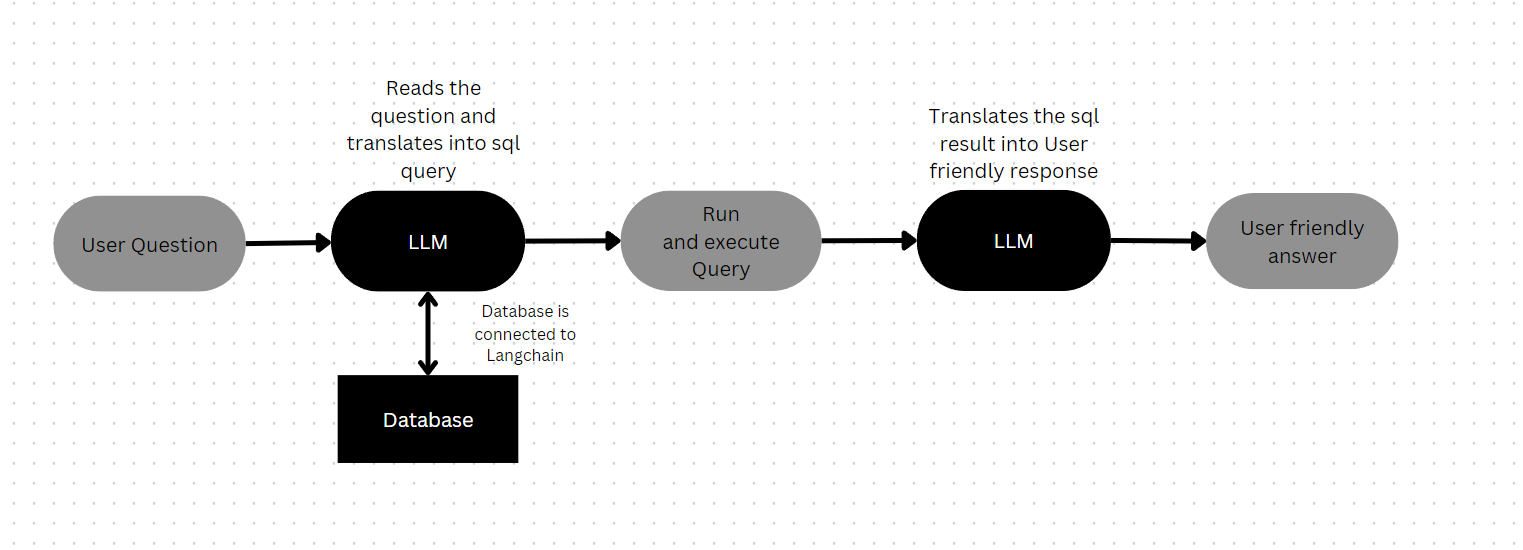 Reads the
question and
translates into sql
query
Translates the sql
result into User
friendly response
User Question
LLM
Run
and execute
Query
LLM
User friendly
answer
Database is
connected to
Langchain
Database